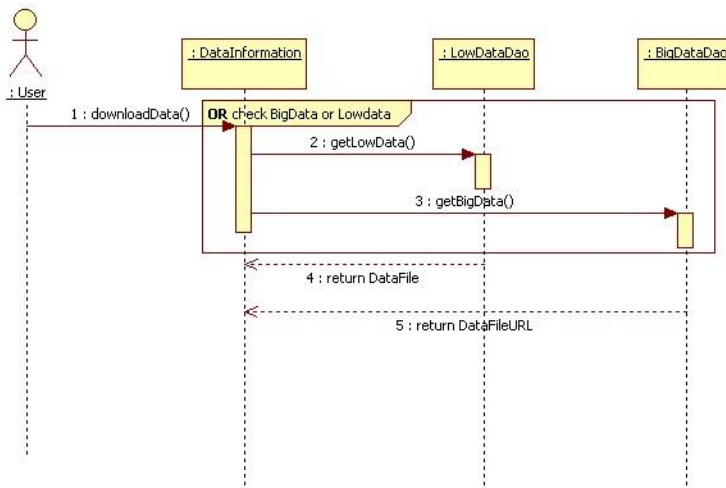 : DataInformation
: LowDataDao
: BigDataDao
: User
1 : downloadData()
OR check BigData or Lowdata
2 : getLowData()
3 : getBigData()
4 : return DataFile
5 : return DataFileURL